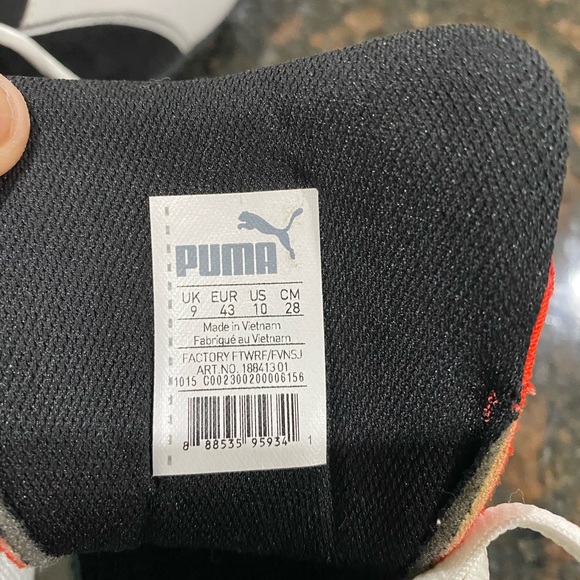 PUMA
UK EUR US CM
9 43 10 28
Made in Vietnam
Fabriqué au Vietnam
FACTORY FTWRF/FVNSJ
ART.NO. 188413 01
1015 C002300200006156
8 88535 95934 1